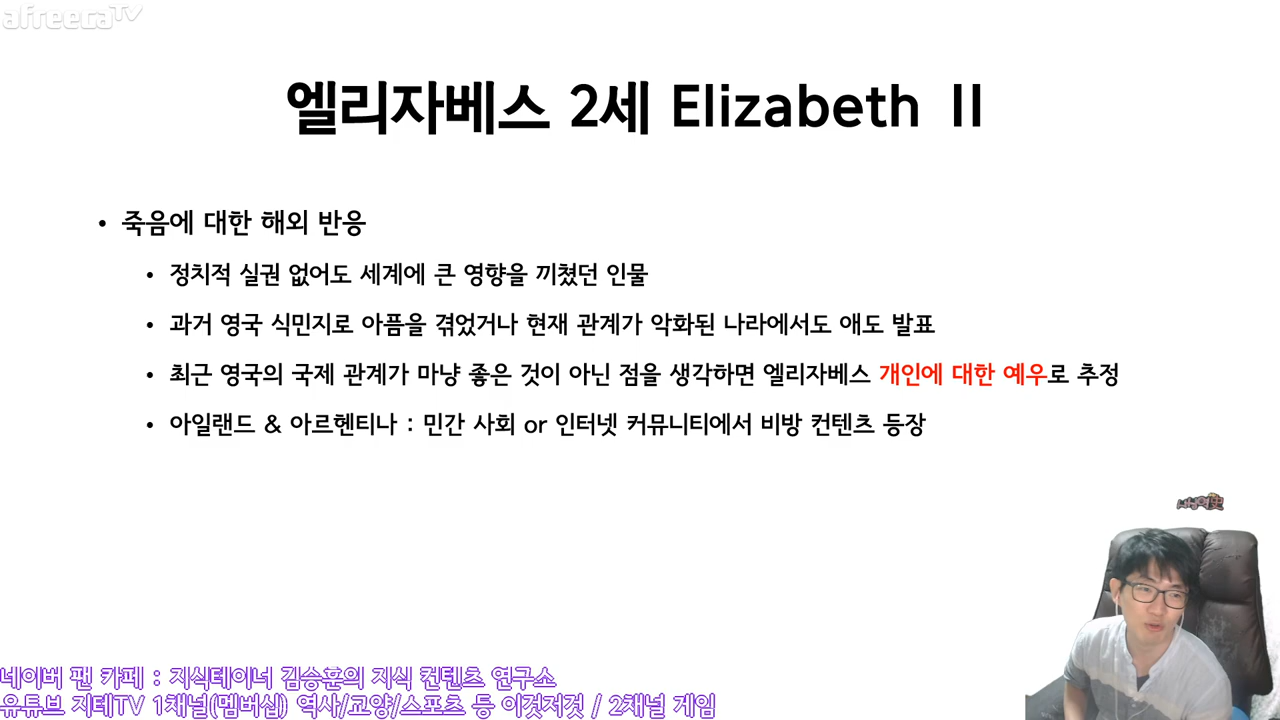 afreecaTV
엘리자베스 2세 Elizabeth Ⅱ
• 죽음에 대한 해외 반응
• 정치적 실권 없어도 세계에 큰 영향을 끼쳤던 인물
• 과거 영국 식민지로 아픔을 겪었거나 현재 관계가 악화된 나라에서도 애도 발표
• 최근 영국의 국제 관계가 마냥 좋은 것이 아닌 점을 생각하면 엘리자베스 개인에 대한 예우로 추정
• 아일랜드 & 아르헨티나 : 민간 사회 or 인터넷 커뮤니티에서 비방 컨텐츠 등장
네이버 팬 카페 : 지식테이너 김승훈의 지식 컨텐츠 연구소
유튜브 지테TV 1채널(멤버십) 역사/교양/스포츠 등 이것저것 / 2채널 게임